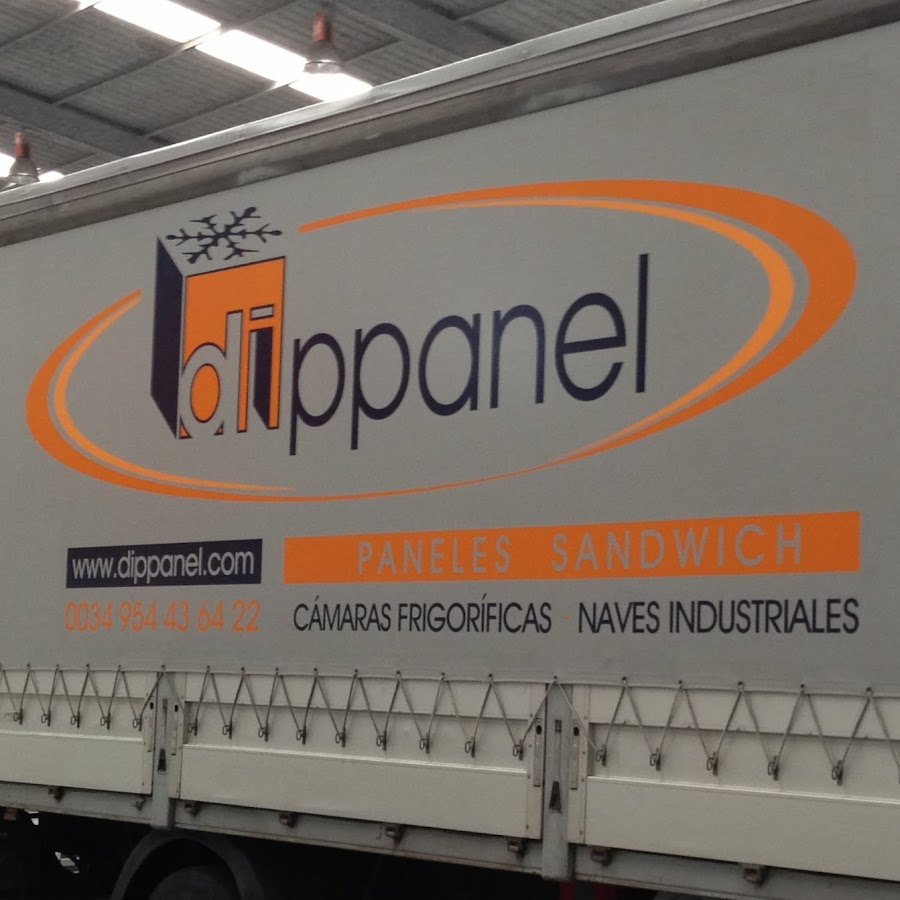 dippanel
www.dippanel.com
PANELES SANDWICH
0034 954 43 64 22
CÁMARAS FRIGORÍFICAS · NAVES INDUSTRIALES